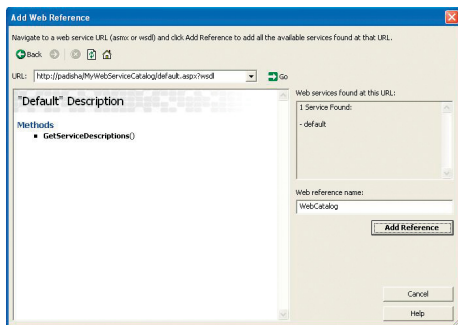 Add Web Reference
Navigate to a web service URL (asmx or wsdl) and click Add Reference to add all the available services found at that URL.
Back
URL: http://padisha/MyWebServiceCatalog/default.aspx?wsdl Go
"Default" Description
Methods
GetServiceDescriptions()
Web services found at this URL:
1 Service Found:
- default
Web reference name:
WebCatalog
Add Reference
Cancel
Help